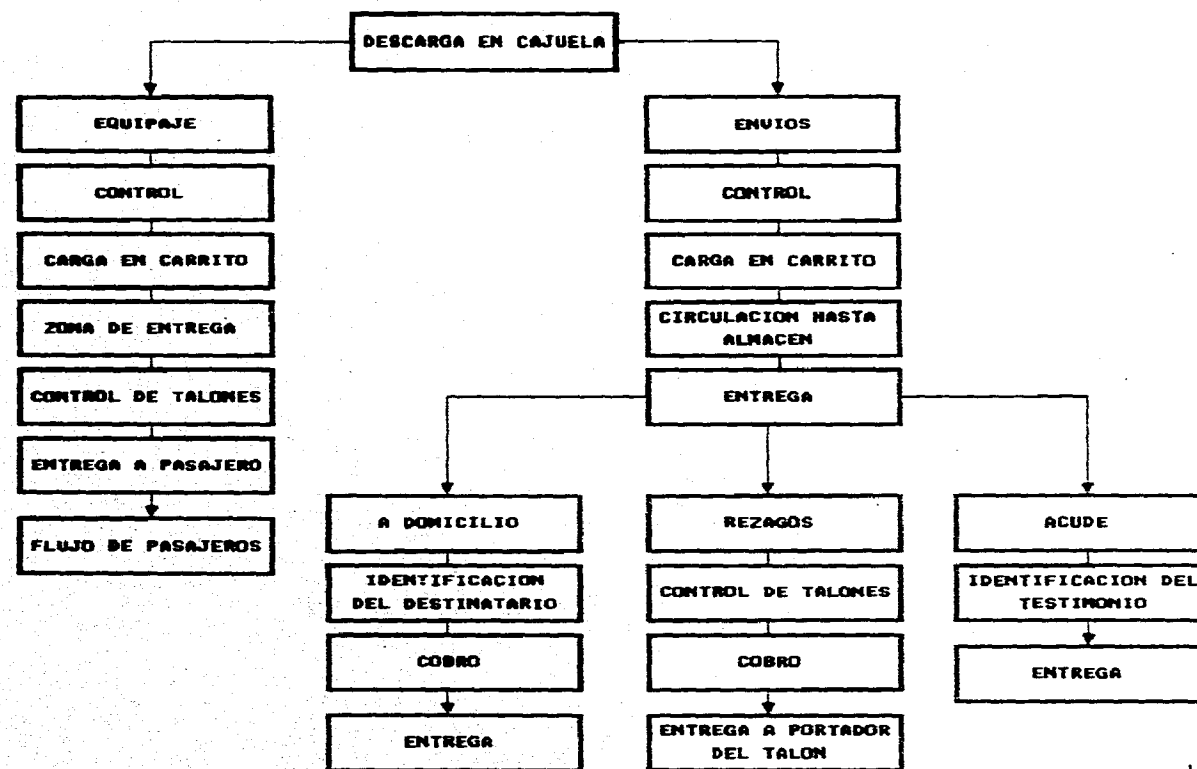 DESCARGA EN CAJUELA
EQUIPAJE
CONTROL
CARGA EN CARRITO
ZONA DE ENTREGA
CONTROL DE TALONES
ENTREGA A PASAJERO
FLUJO DE PASAJEROS
ENVIOS
CONTROL
CARGA EN CARRITO
CIRCULACION HASTA
ALMACEN
ENTREGA
A DOMICILIO
IDENTIFICACION
DEL DESTINATARIO
COBRO
ENTREGA
REZAGOS
CONTROL DE TALONES
COBRO
ENTREGA A PORTADOR
DEL TALON
ACUDE
IDENTIFICACION DEL
TESTIMONIO
ENTREGA